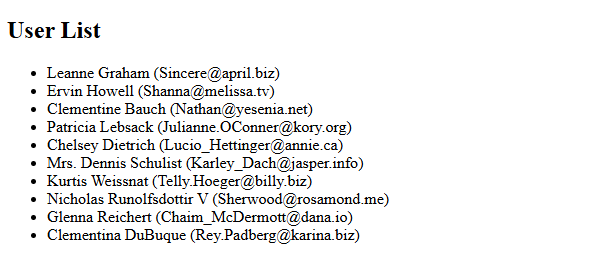 User List
Leanne Graham (Sincere@april.biz)
Ervin Howell (Shanna@melissa.tv)
Clementine Bauch (Nathan@yesenia.net)
Patricia Lebsack (Julianne.OConner@kory.org)
Chelsey Dietrich (Lucio_Hettinger@annie.ca)
Mrs. Dennis Schulist (Karley_Dach@jasper.info)
Kurtis Weissnat (Telly.Hoeger@billy.biz)
Nicholas Runolfsdottir V (Sherwood@rosamond.me)
Glenna Reichert (Chaim_McDermott@dana.io)
Clementina DuBuque (Rey.Padberg@karina.biz)